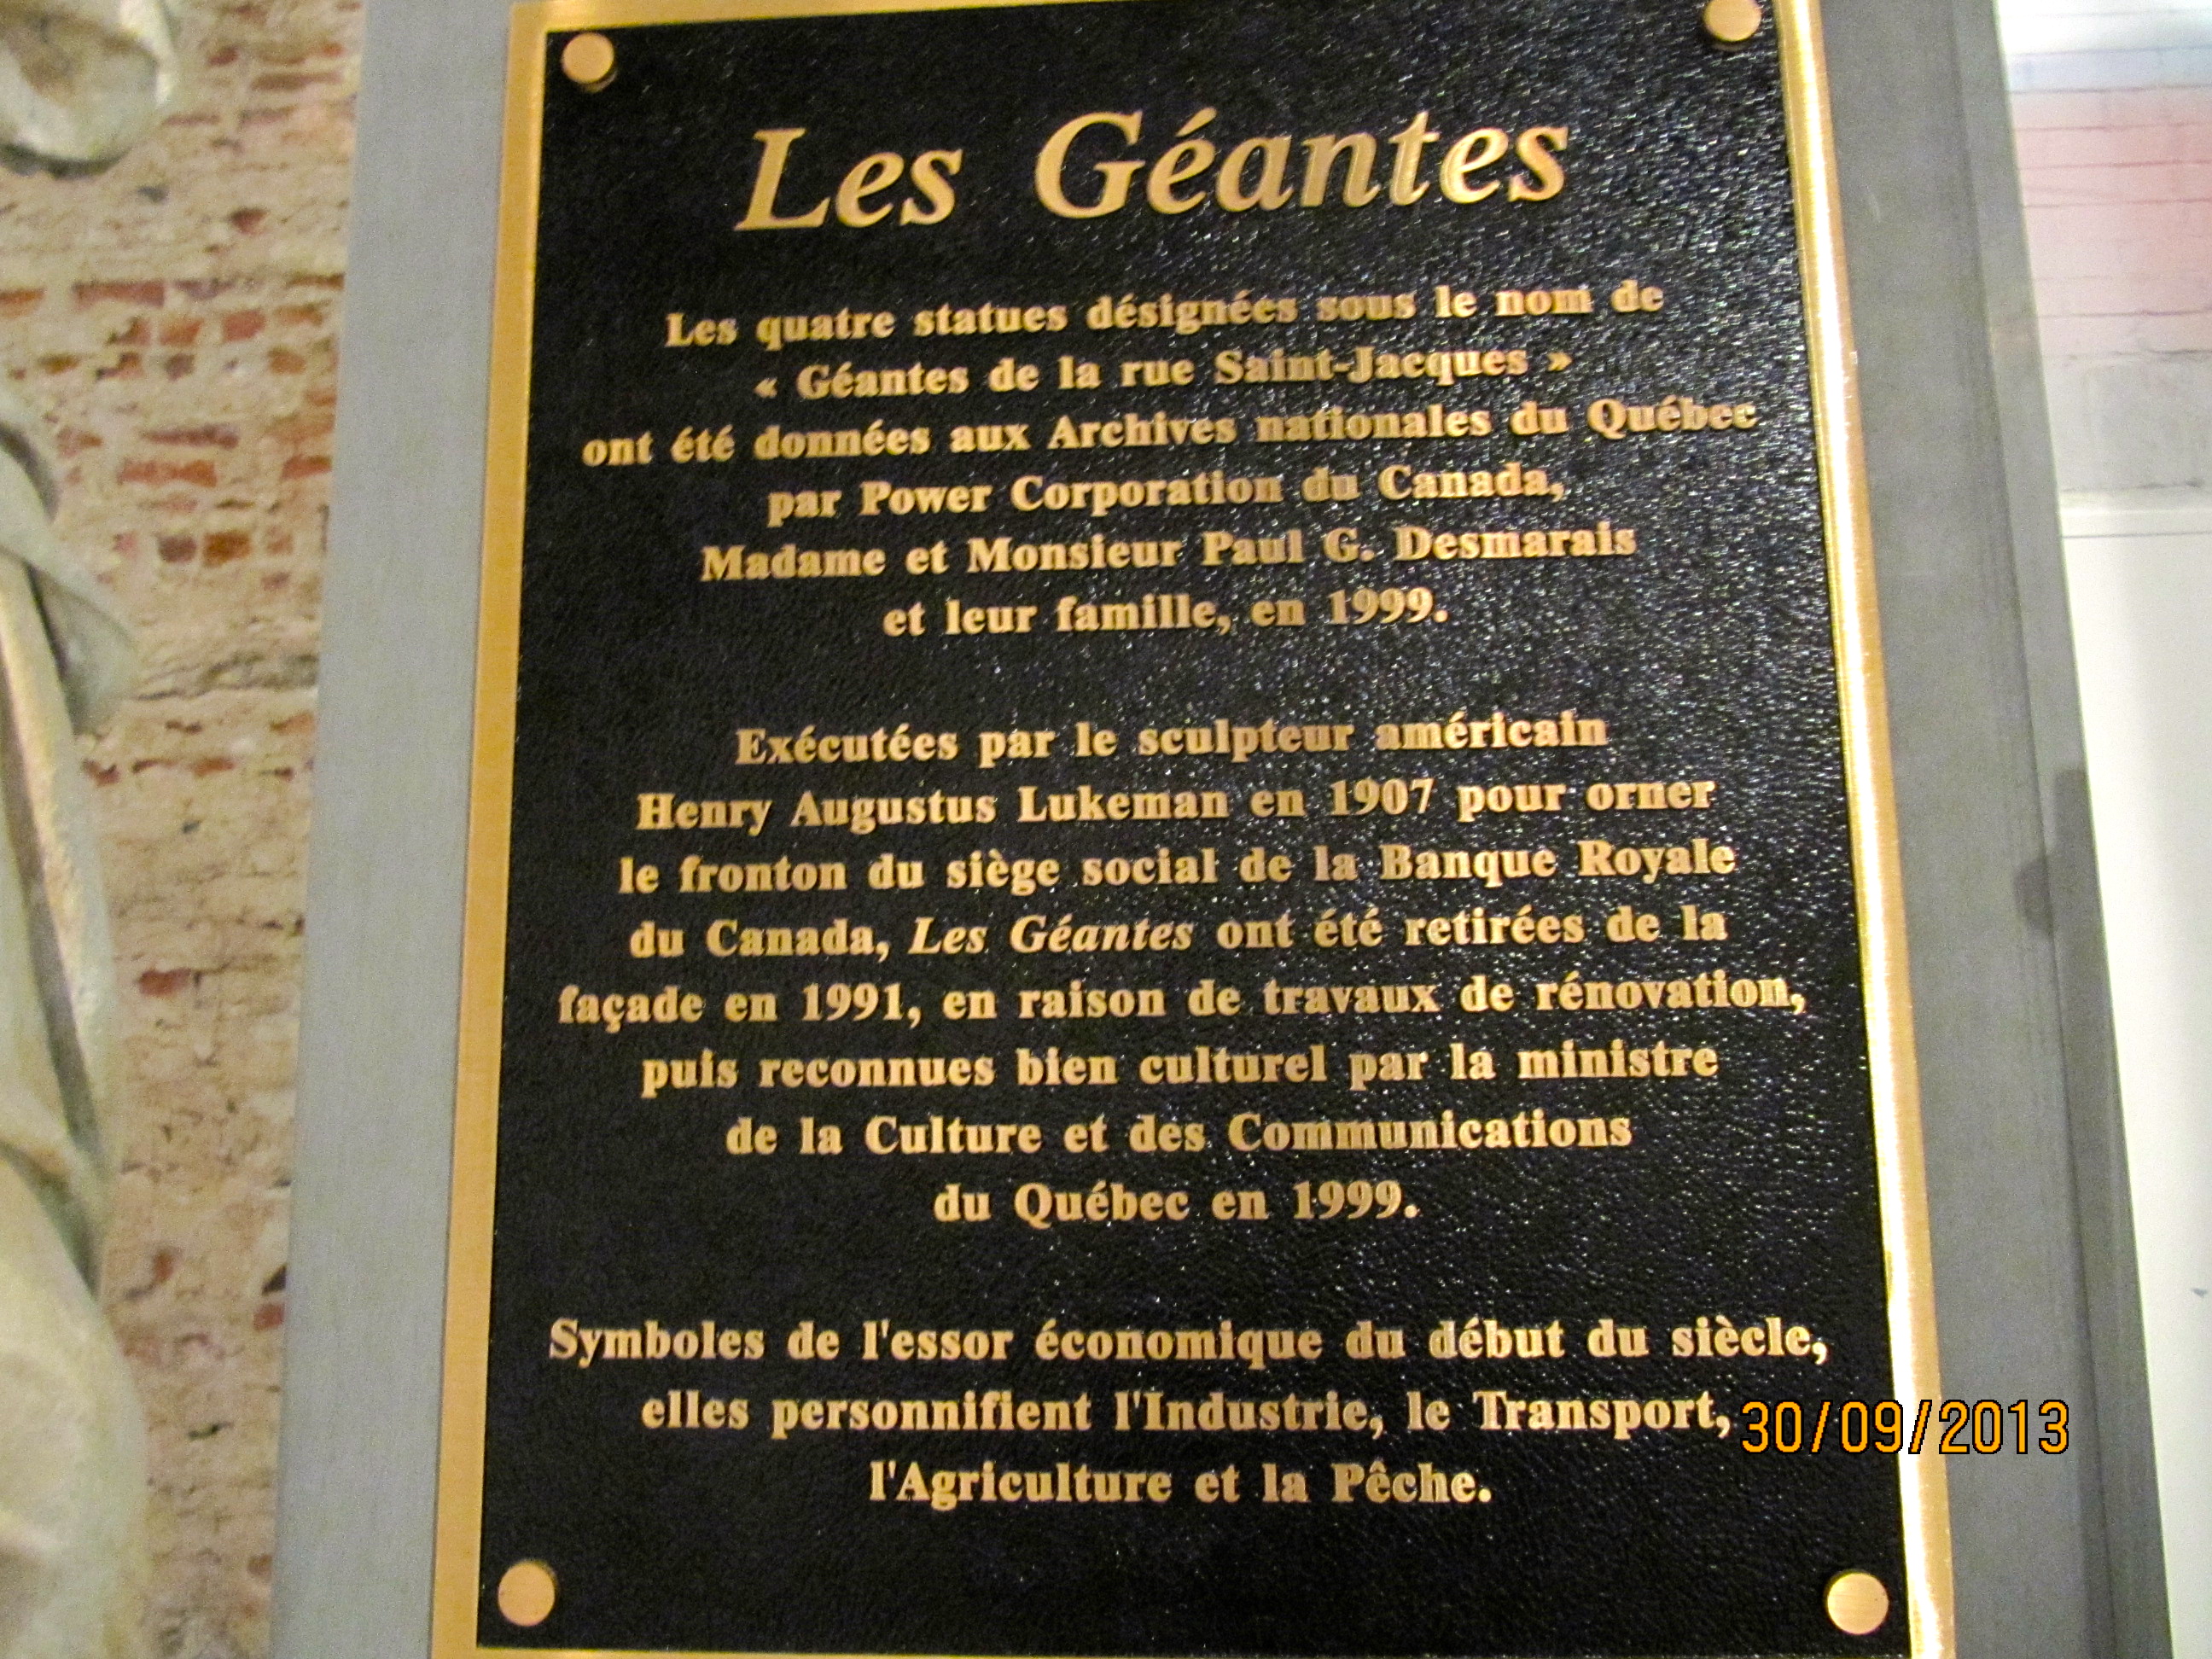 Les Géantes
Les quatre statues désignées sous le nom de
« Géantes de la rue Saint-Jacques »
ont été données aux Archives nationales du Québec
par Power Corporation du Canada,
Madame et Monsieur Paul G. Desmarais
et leur famille, en 1999.
Exécutées par le sculpteur américain
Henry Augustus Lukeman en 1907 pour orner
le fronton du siège social de la Banque Royale
du Canada, Les Géantes ont été retirées de la
façade en 1991, en raison de travaux de rénovation,
puis reconnues bien culturel par la ministre
de la Culture et des Communications
du Québec en 1999.
Symboles de l'essor économique du début du siècle,
elles personnifient l'Industrie, le Transport,
l'Agriculture et la Pêche.
30/09/2013